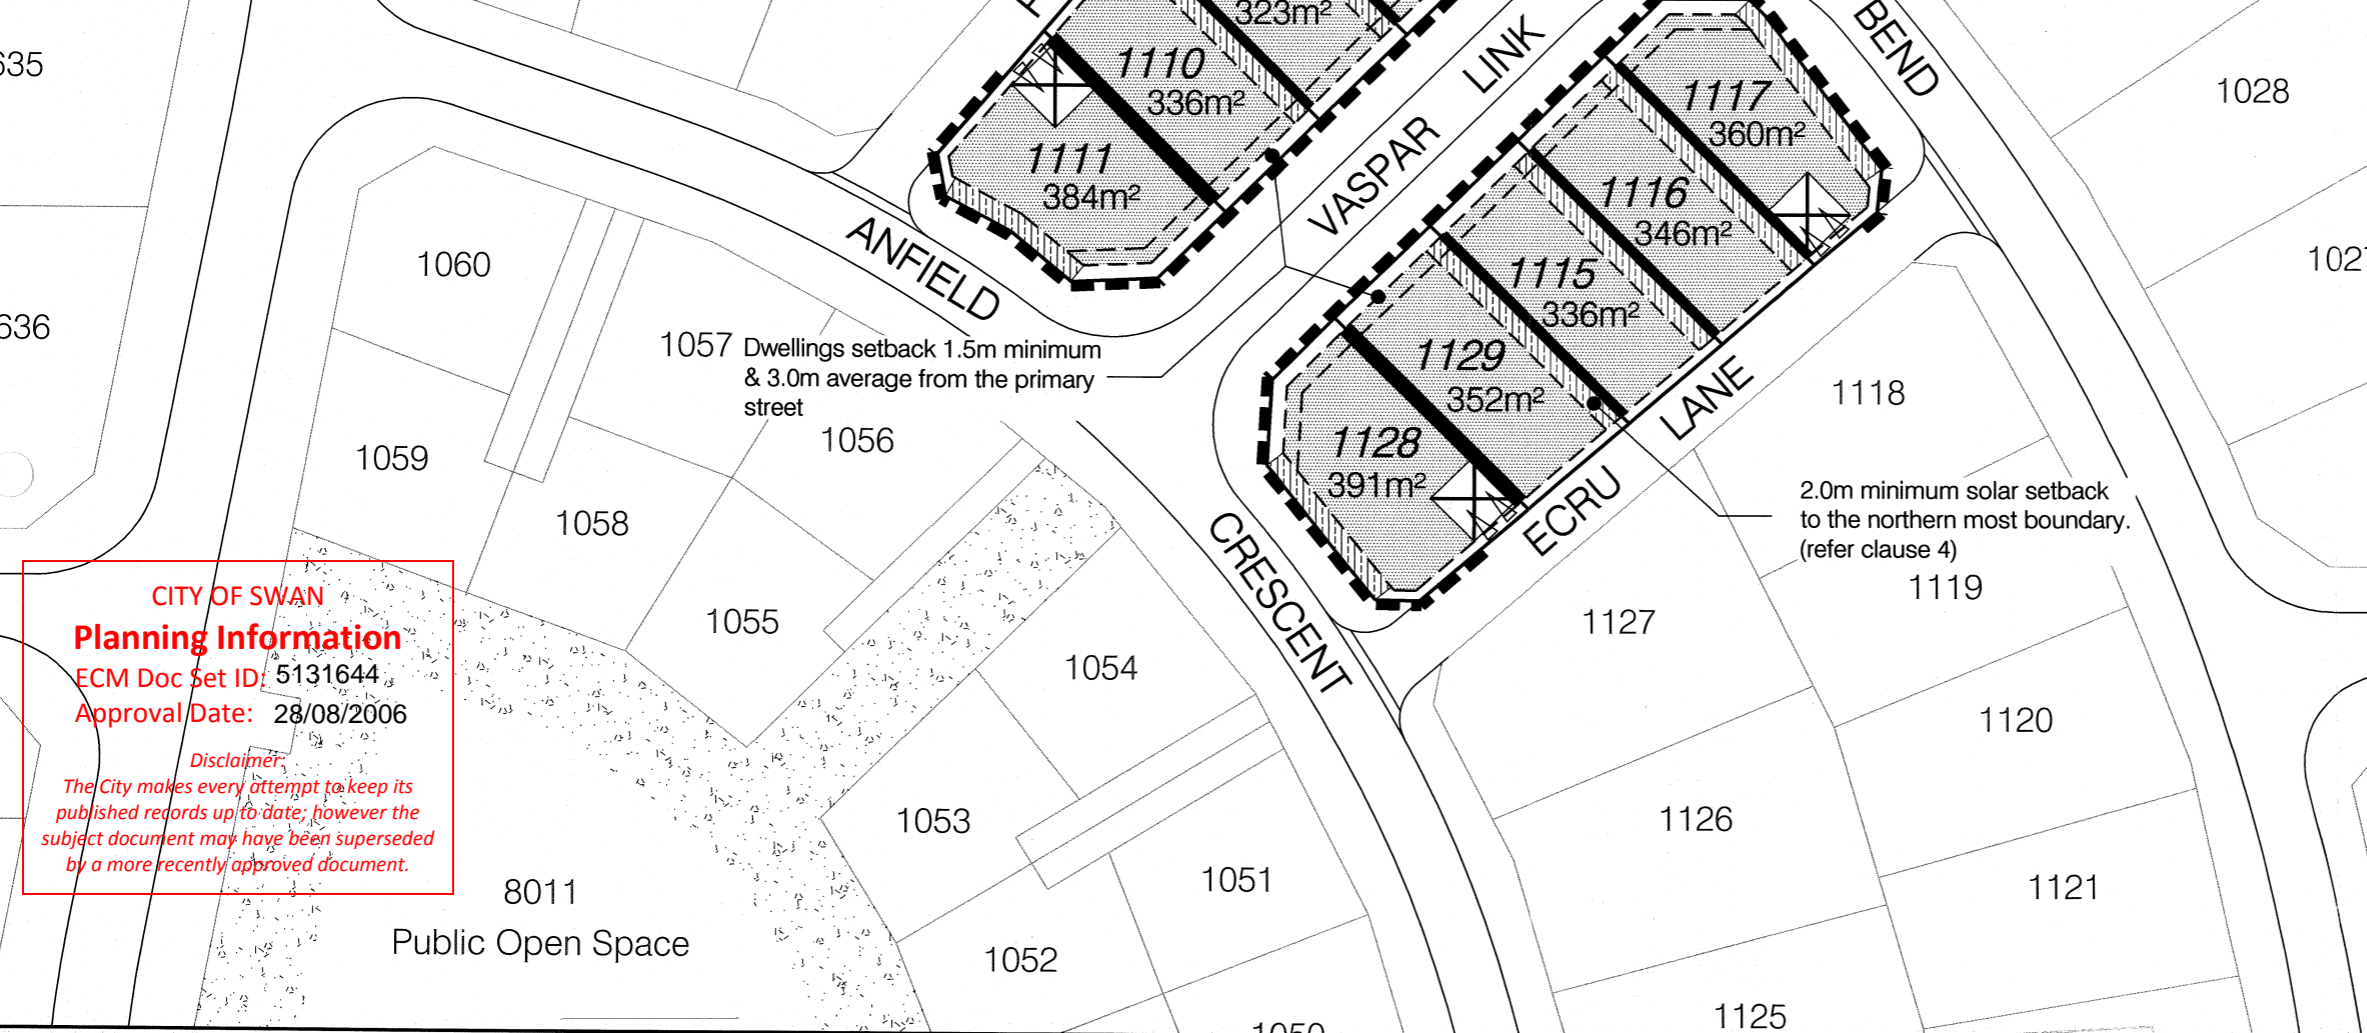 635
636
323m²
1110
336m²
1111
384m²
1117
360m²
1116
346m²
1115
336m²
1129
352m²
1128
391m²
VASPAR LINK
BEND
ANFIELD
CRESCENT
ECRU LANE
1028
1060
1057
Dwellings setback 1.5m minimum
& 3.0m average from the primary
street
1056
1059
1058
1055
1054
1053
1051
1052
1118
2.0m minimum solar setback
to the northern most boundary.
(refer clause 4)
1119
1127
1120
1126
1121
1125
8011
Public Open Space
CITY OF SWAN
Planning Information
ECM Doc Set ID: 5131644
Approval Date: 28/08/2006
Disclaimer:
The City makes every attempt to keep its
published records up to date; however the
subject document may have been superseded
by a more recently approved document.